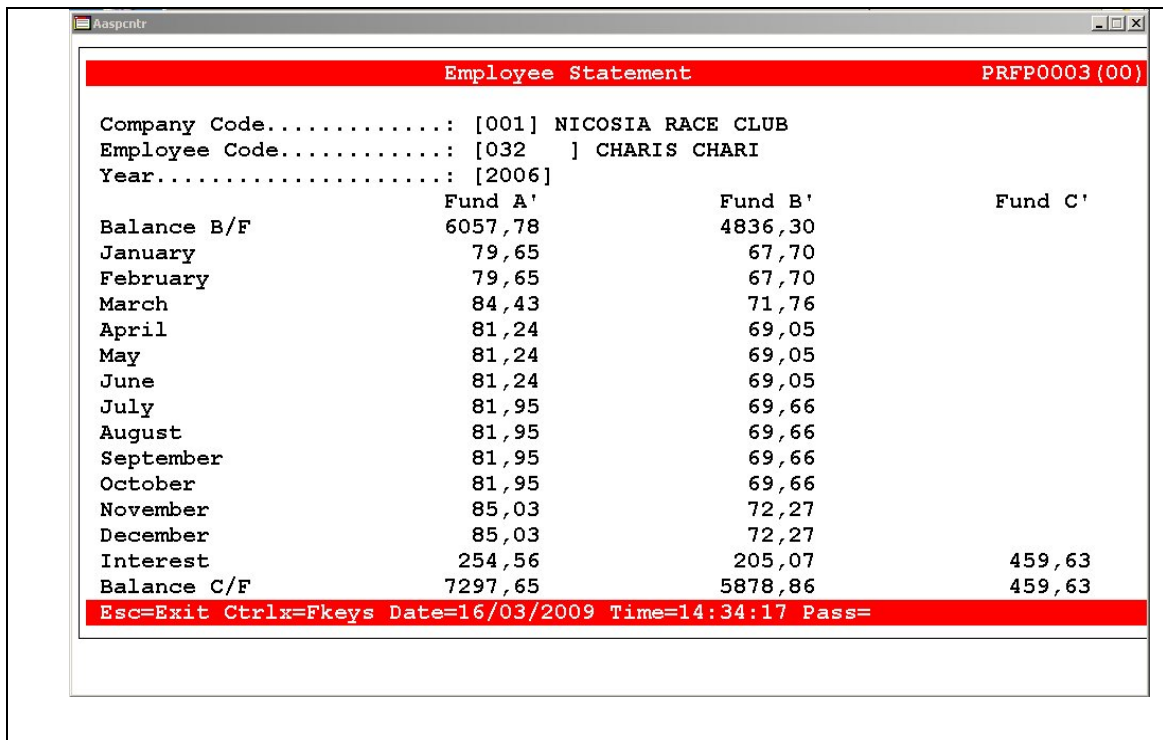 Aaspcntr
Employee Statement PRFP0003(00)
Company Code.............: [001] NICOSIA RACE CLUB
Employee Code............: [032   ] CHARIS CHARI
Year.....................: [2006]
Fund A' Fund B' Fund C'
Balance B/F 6057,78 4836,30
January 79,65 67,70
February 79,65 67,70
March 84,43 71,76
April 81,24 69,05
May 81,24 69,05
June 81,24 69,05
July 81,95 69,66
August 81,95 69,66
September 81,95 69,66
October 81,95 69,66
November 85,03 72,27
December 85,03 72,27
Interest 254,56 205,07 459,63
Balance C/F 7297,65 5878,86 459,63
Esc=Exit Ctrlx=Fkeys Date=16/03/2009 Time=14:34:17 Pass=